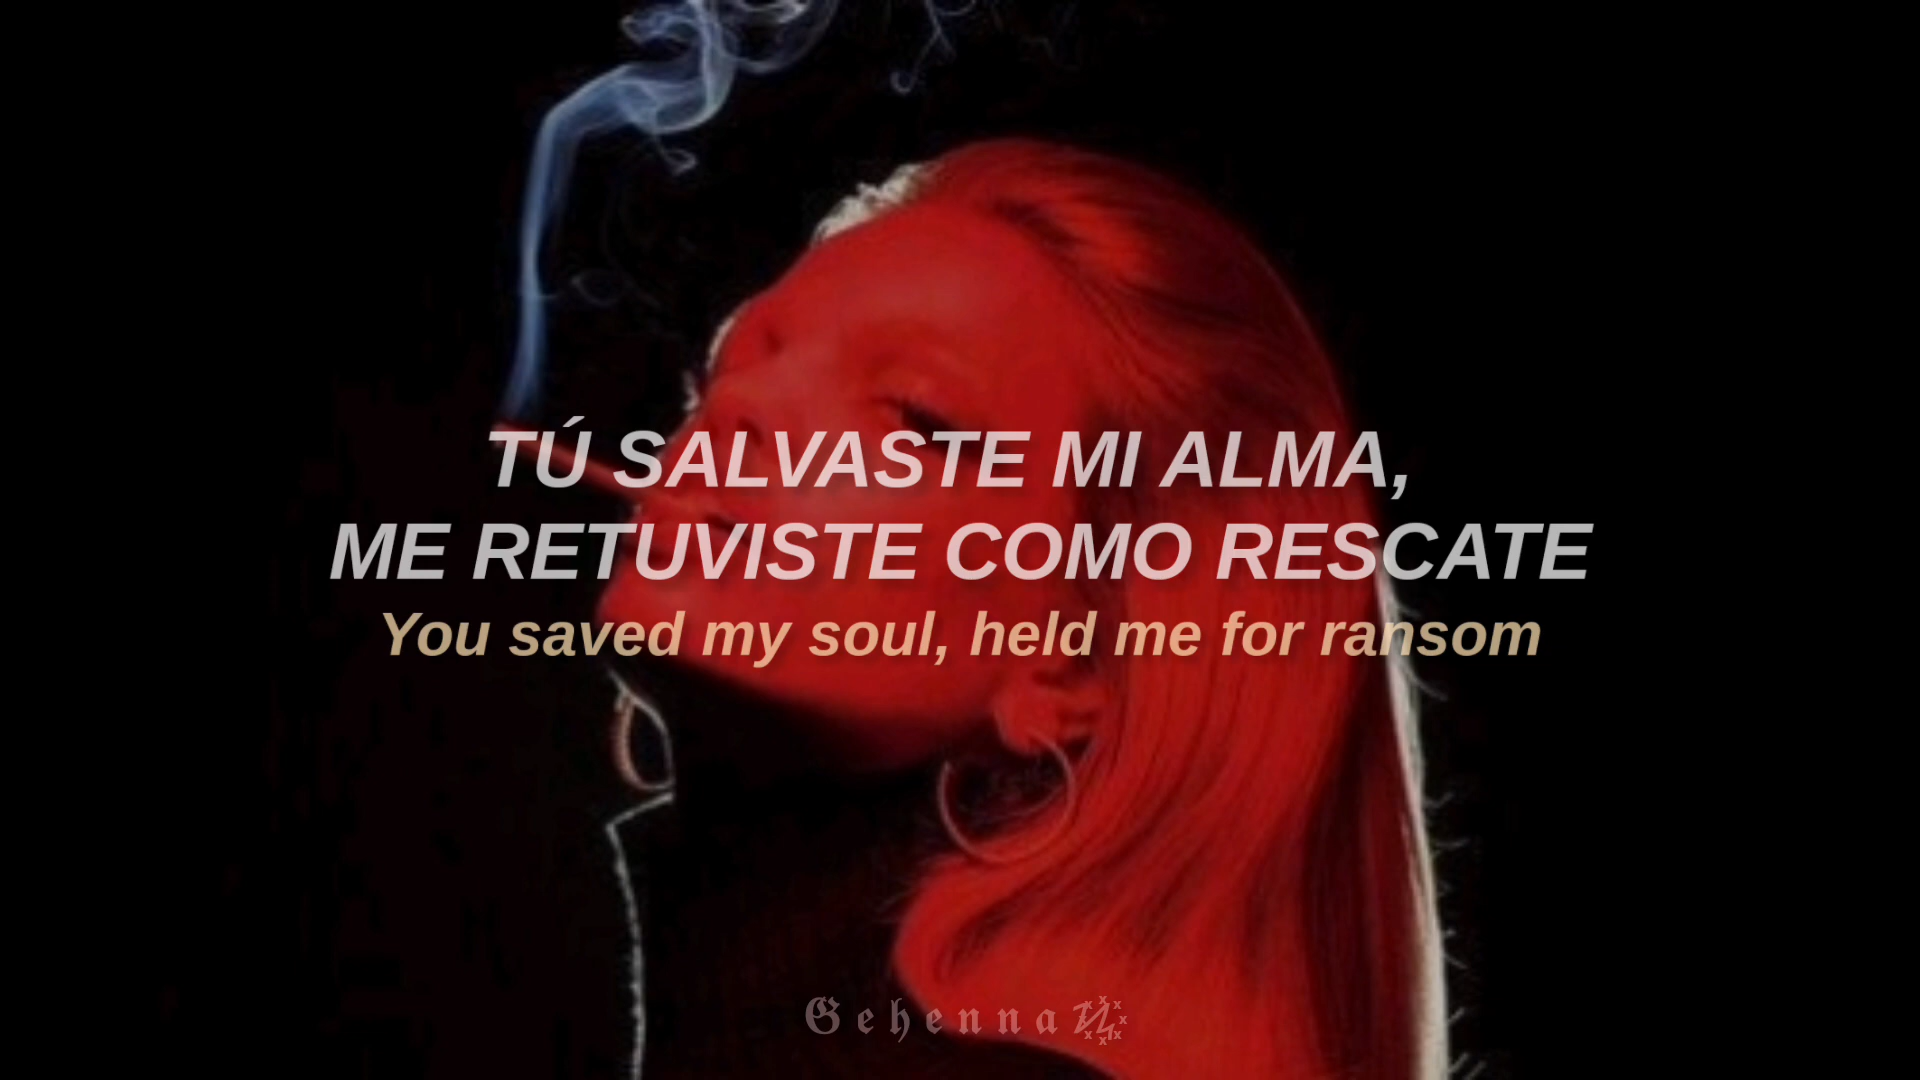 TÚ SALVASTE MI ALMA,
ME RETUVISTE COMO RESCATE
You saved my soul, held me for ransom
Gehenna